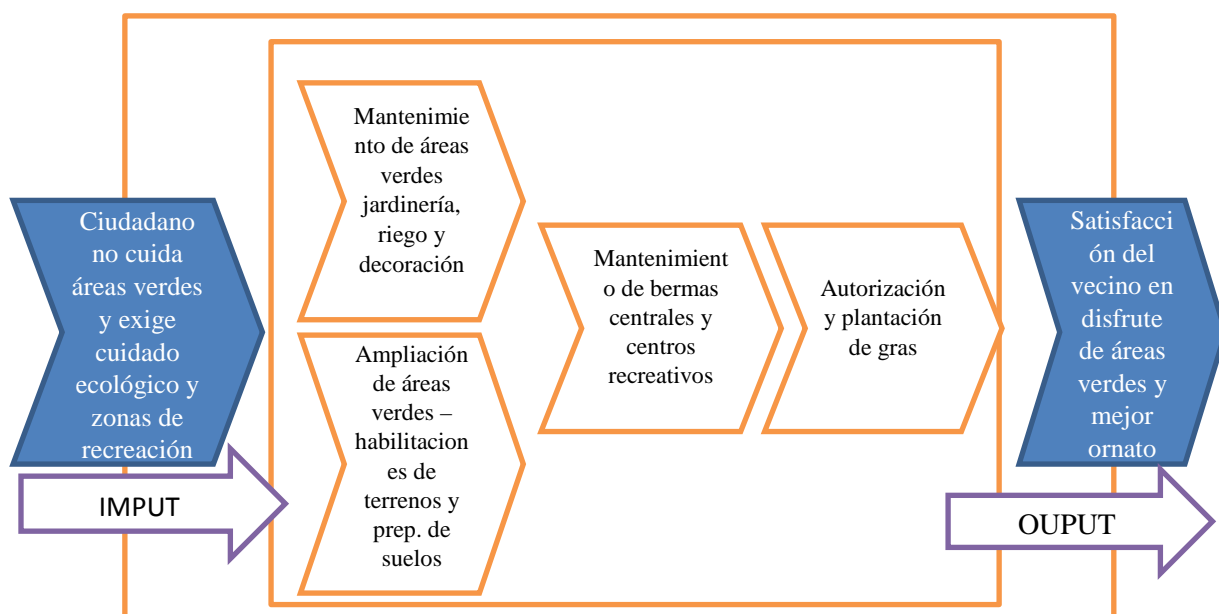 Ciudadano
no cuida
áreas verdes
y exige
cuidado
ecológico y
zonas de
recreación
IMPUT
Mantenimie
nto de áreas
verdes
jardinería,
riego y
decoración
Ampliación
de áreas
verdes –
habilitacion
es de
terrenos y
prep. de
suelos
Mantenimient
o de bermas
centrales y
centros
recreativos
Autorización
y plantación
de gras
Satisfacci
ón del
vecino en
disfrute
de áreas
verdes y
mejor
ornato
OUPUT